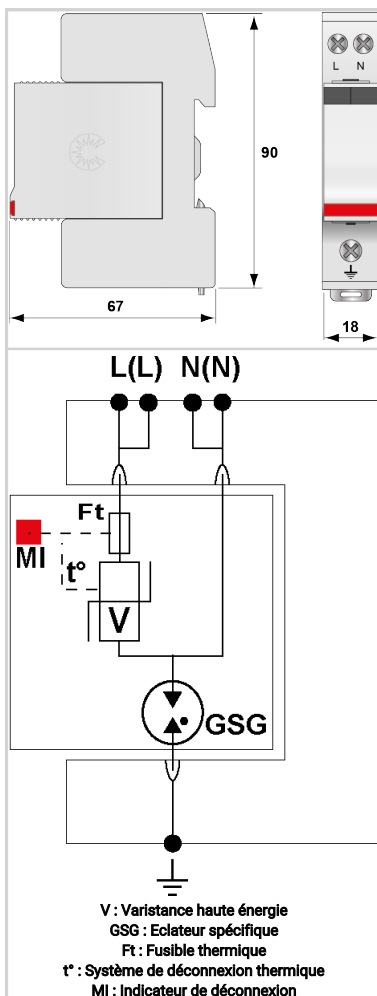 L N
90
67
18
L(L) N(N)
Ft
MI
t°
V
GSG
V : Varistance haute énergie
GSG : Eclateur spécifique
Ft : Fusible thermique
t° : Système de déconnexion thermique
MI : Indicateur de déconnexion